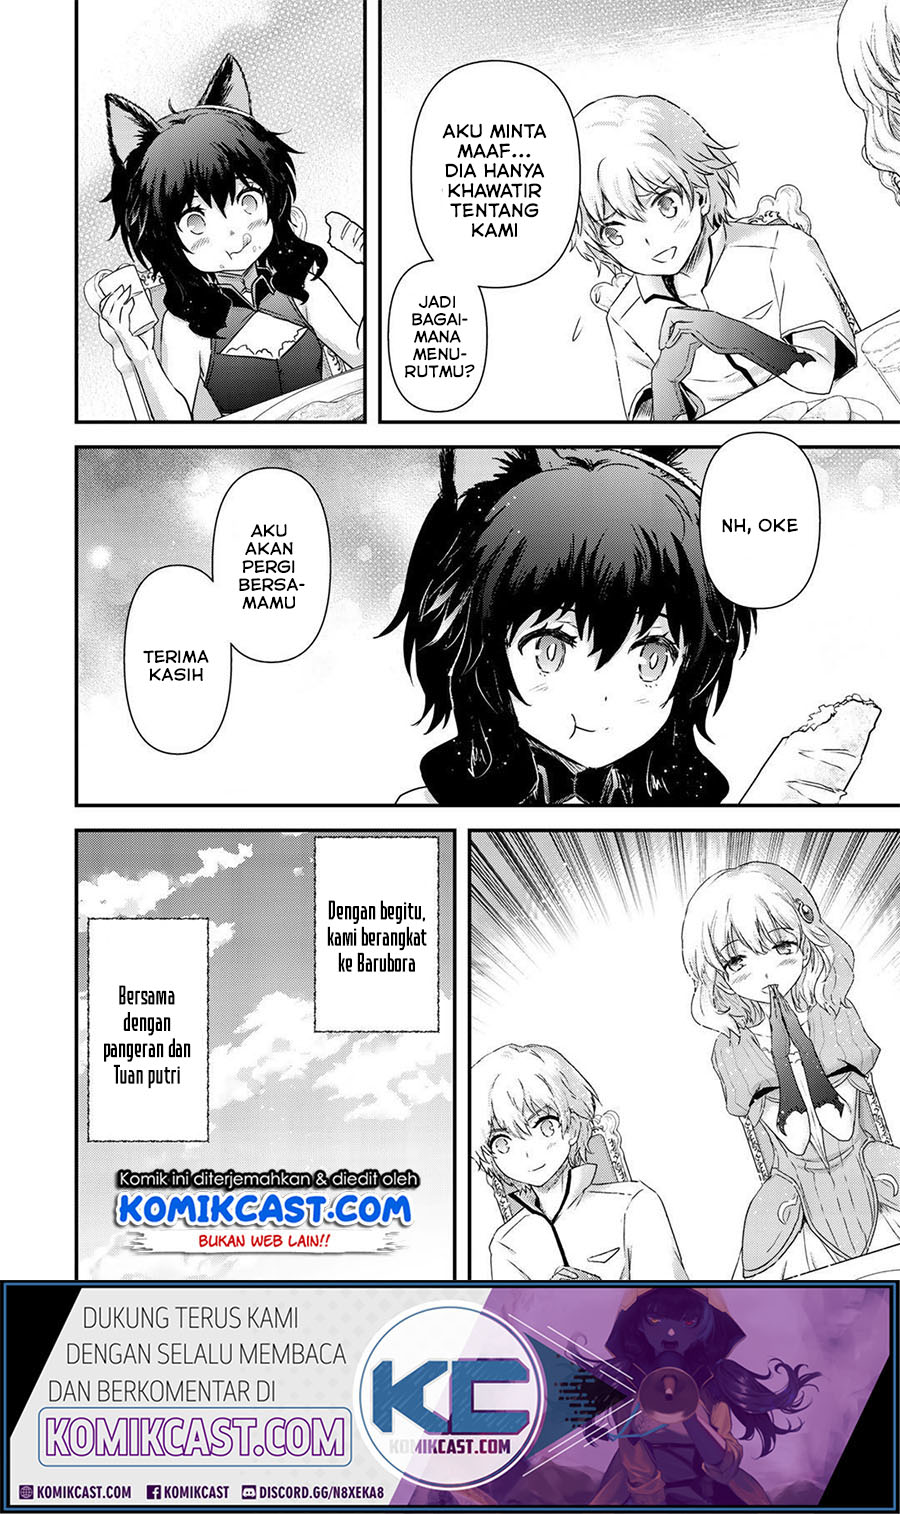 AKU MINTA
MAAF...
DIA HANYA
KHAWATIR
TENTANG
KAMI
JADI
BAGAI-
MANA
MENU-
RUTMU?
NH, OKE
AKU
AKAN
PERGI
BERSA-
MAMU
TERIMA
KASIH
Dengan begitu,
kami berangkat
ke Barubora
Bersama
dengan
pangeran dan
Tuan putri
Komik ini diterjemahkan & diedit oleh
KOMIKCAST.COM
BUKAN WEB LAIN!!
DUKUNG TERUS KAMI
DENGAN SELALU MEMBACA
DAN BERKOMENTAR DI
KOMIKCAST.COM
KC
KOMIKCAST.COM
KOMIKCAST.COM
KOMIKCAST
DISCORD.GG/N8XEKA8